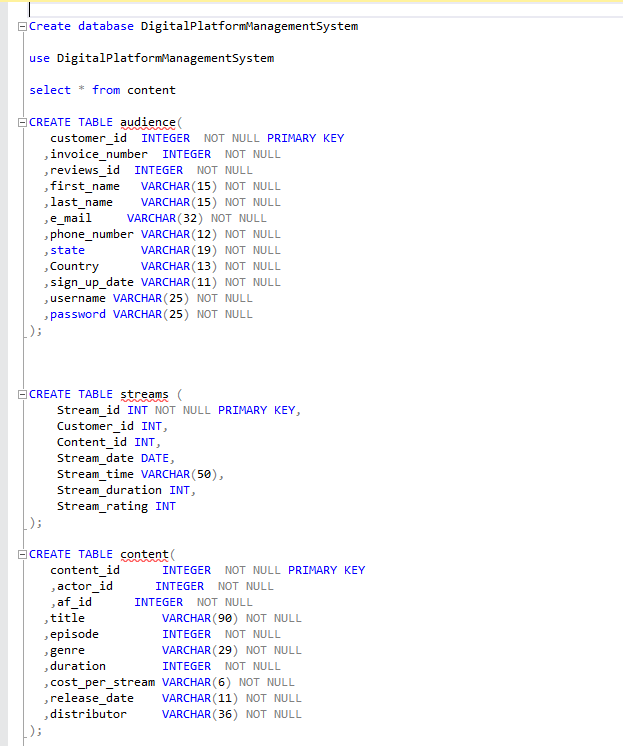 Create database DigitalPlatformManagementSystem
use DigitalPlatformManagementSystem
select * from content
CREATE TABLE audience(
customer_id INTEGER NOT NULL PRIMARY KEY
,invoice_number INTEGER NOT NULL
,reviews_id INTEGER NOT NULL
,first_name VARCHAR(15) NOT NULL
,last_name VARCHAR(15) NOT NULL
,e_mail VARCHAR(32) NOT NULL
,phone_number VARCHAR(12) NOT NULL
,state VARCHAR(19) NOT NULL
,Country VARCHAR(13) NOT NULL
,sign_up_date VARCHAR(11) NOT NULL
,username VARCHAR(25) NOT NULL
,password VARCHAR(25) NOT NULL
);
CREATE TABLE streams (
Stream_id INT NOT NULL PRIMARY KEY,
Customer_id INT,
Content_id INT,
Stream_date DATE,
Stream_time VARCHAR(50),
Stream_duration INT,
Stream_rating INT
);
CREATE TABLE content(
content_id INTEGER NOT NULL PRIMARY KEY
,actor_id INTEGER NOT NULL
,af_id INTEGER NOT NULL
,title VARCHAR(90) NOT NULL
,episode INTEGER NOT NULL
,genre VARCHAR(29) NOT NULL
,duration INTEGER NOT NULL
,cost_per_stream VARCHAR(6) NOT NULL
,release_date VARCHAR(11) NOT NULL
,distributor VARCHAR(36) NOT NULL
);